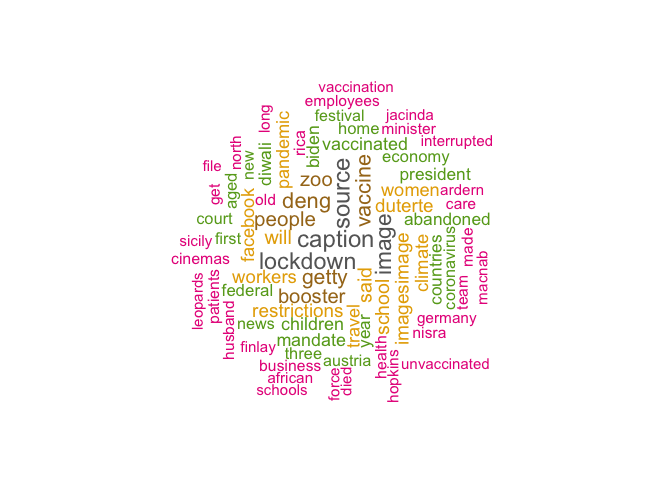 vaccination
employees
long festival jacinda
pandemic rica biden home minister
north new diwali vaccinated interrupted
file zoo source vaccine economy
get aged old deng women president
court facebook people duterte ardern care
sicily first will caption image abandoned
cinemas lockdown imagesimage climate countries coronavirus made
workers getty said school team macnab
leopards patients federal booster
husband restrictions travel germany
news children year nisra
finlay mandate
three austria health unvaccinated
business force died hopkins
african
schools